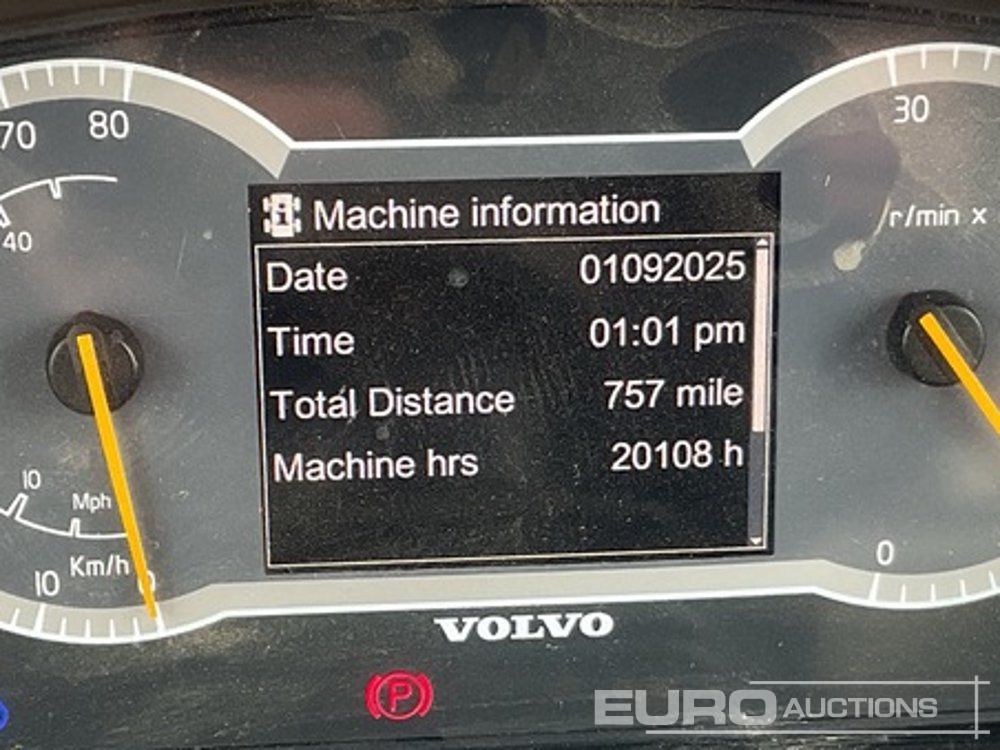 70 80
40
30
r/min x
Machine information
Date 01092025
Time 01:01 pm
Total Distance 757 mile
Machine hrs 20108 h
10
Mph
10 Km/h 0
0
VOLVO
P
EURO AUCTIONS